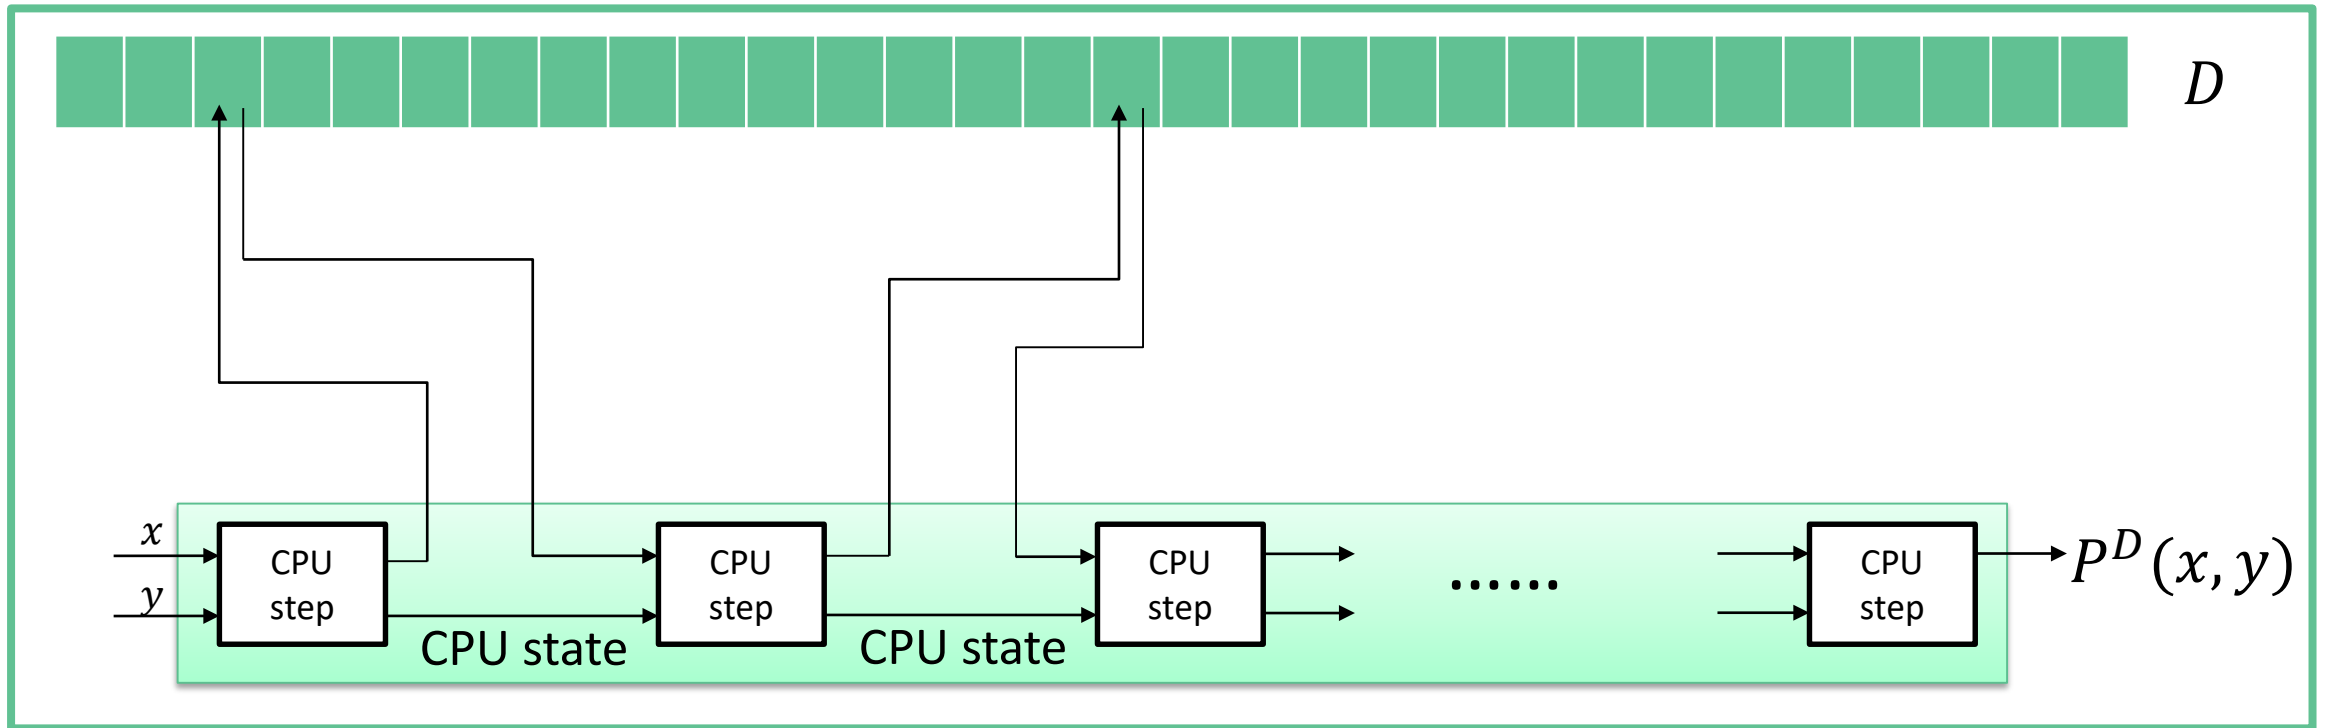 D
x
y
CPU
step
CPU state
CPU
step
CPU state
CPU
step
……
CPU
step
P^D(x, y)